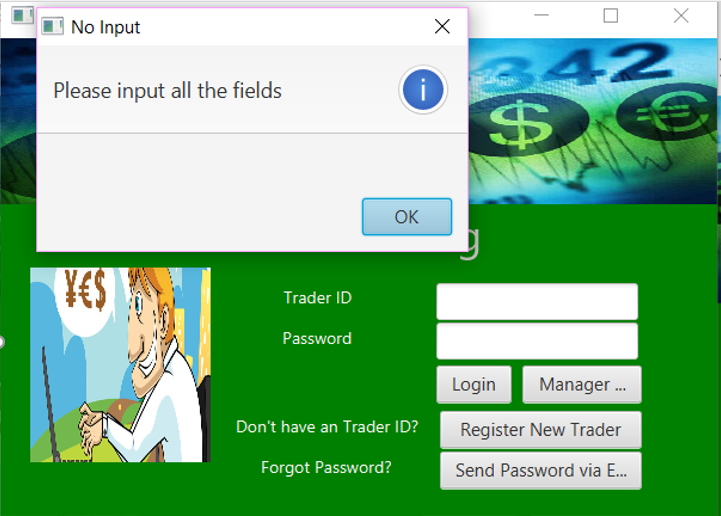 No Input
Please input all the fields
OK
342
$ €
g
¥€$
Trader ID
Password
Login Manager ...
Don't have an Trader ID? Register New Trader
Forgot Password? Send Password via E...